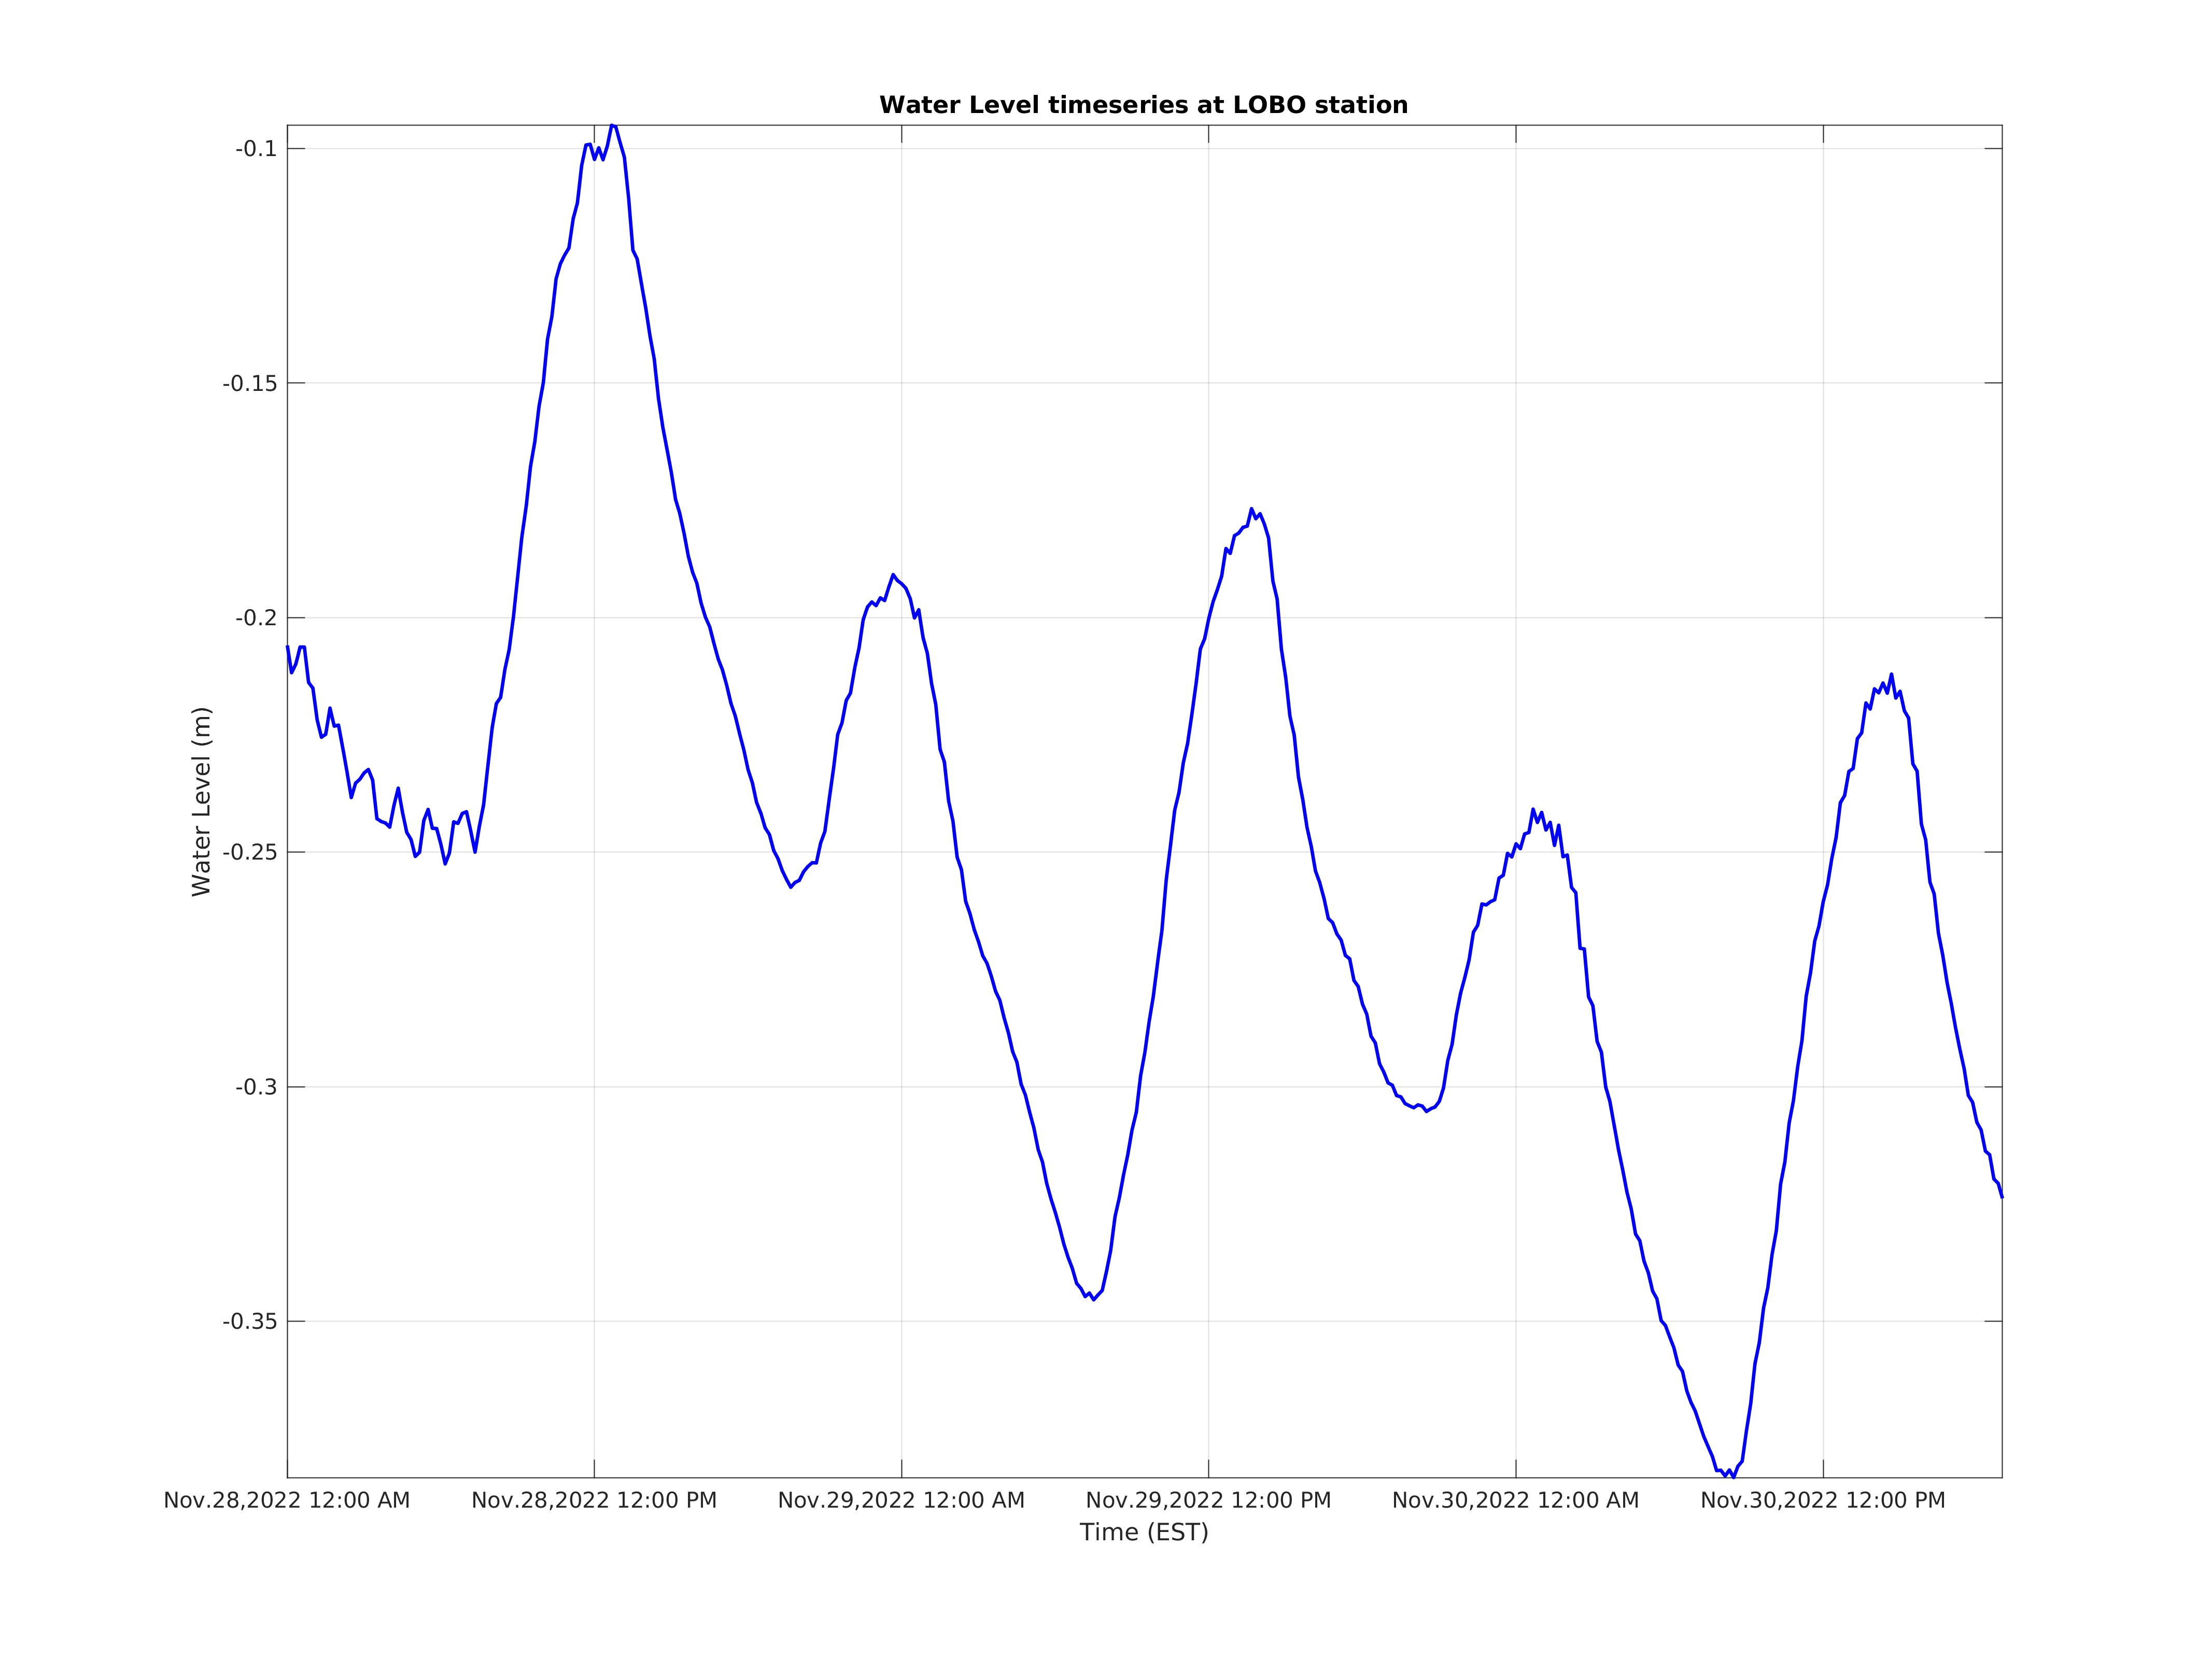 Water Level timeseries at LOBO station
-0.1
-0.15
-0.2
-0.25
-0.3
-0.35
Water Level (m)
Nov.28,2022 12:00 AM
Nov.28,2022 12:00 PM
Nov.29,2022 12:00 AM
Nov.29,2022 12:00 PM
Nov.30,2022 12:00 AM
Nov.30,2022 12:00 PM
Time (EST)